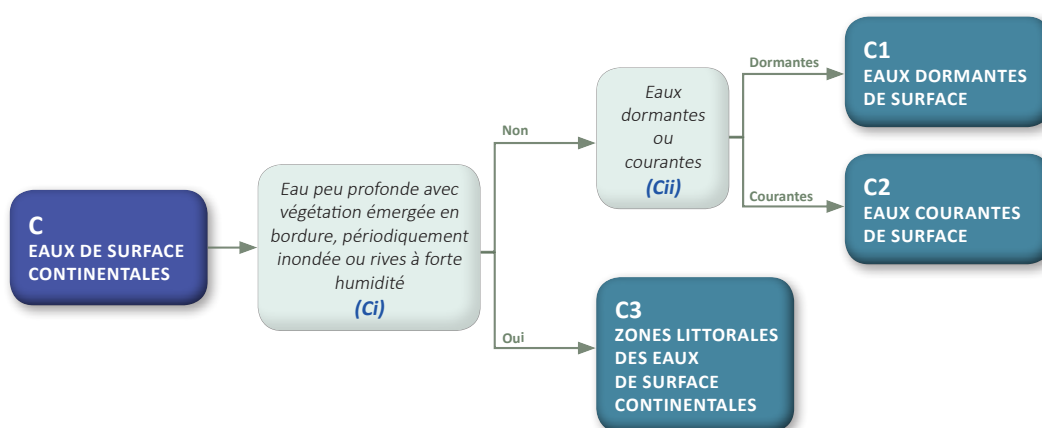 C
EAUX DE SURFACE
CONTINENTALES
Eau peu profonde avec
végétation émergée en
bordure, périodiquement
inondée ou rives à forte
humidité
(Ci)
Non
Oui
Eaux
dormantes
ou
courantes
(Cii)
Dormantes
Courantes
C1
EAUX DORMANTES
DE SURFACE
C2
EAUX COURANTES
DE SURFACE
C3
ZONES LITTORALES
DES EAUX
DE SURFACE
CONTINENTALES